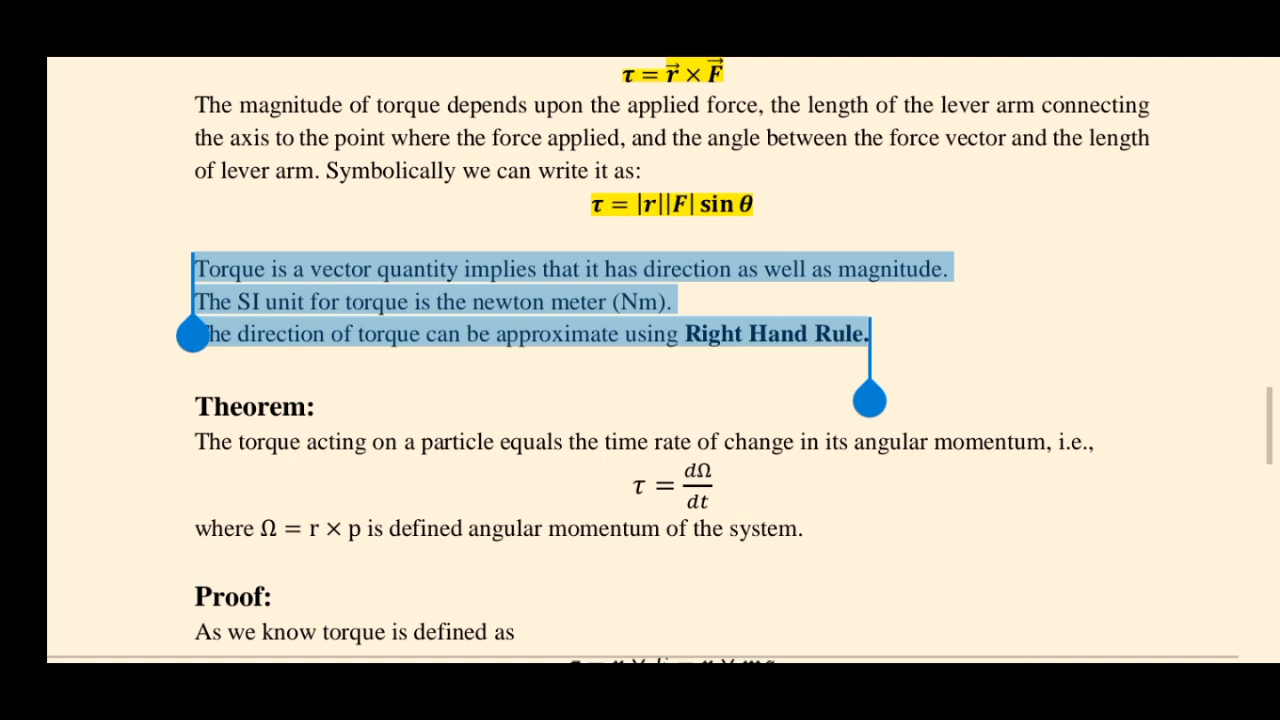 τ = r⃗ × F⃗
The magnitude of torque depends upon the applied force, the length of the lever arm connecting
the axis to the point where the force applied, and the angle between the force vector and the length
of lever arm. Symbolically we can write it as:
τ = |r||F| sin θ
Torque is a vector quantity implies that it has direction as well as magnitude.
The SI unit for torque is the newton meter (Nm).
he direction of torque can be approximate using Right Hand Rule.
Theorem:
The torque acting on a particle equals the time rate of change in its angular momentum, i.e.,
τ = dΩ/dt
where Ω = r × p is defined angular momentum of the system.
Proof:
As we know torque is defined as